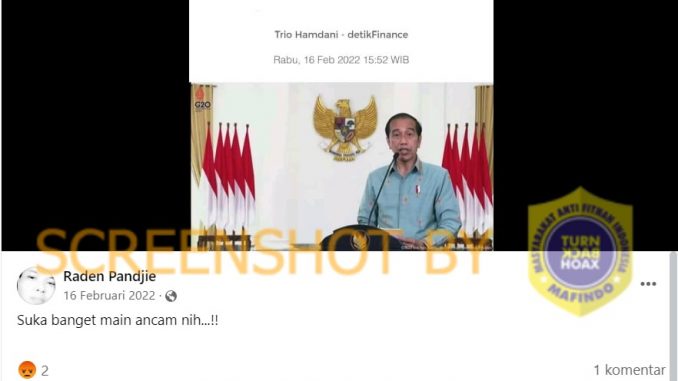 Trio Hamdani - detikFinance
Rabu, 16 Feb 2022 15:52 WIB
G20
SCREENSHOT BY
MASYARAKAT ANTI FITNAH INDONESIA
TURN
BACK
HOAX
MAFINDO
Raden Pandjie
16 Februari 2022 ·
Suka banget main ancam nih...!!
2
1 komentar